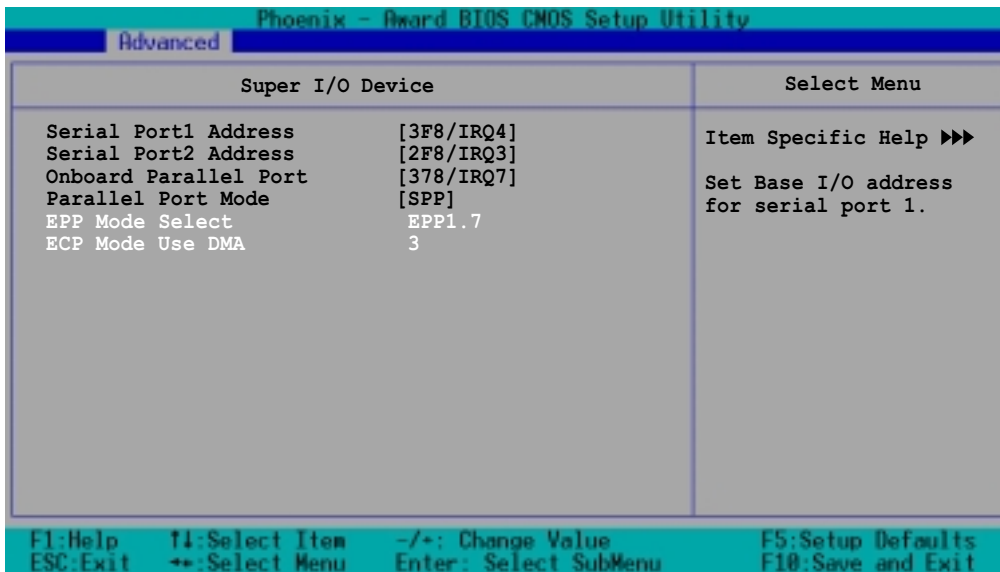 Phoenix - Award BIOS CMOS Setup Utility
Advanced
Super I/O Device
Select Menu
Serial Port1 Address [3F8/IRQ4]
Serial Port2 Address [2F8/IRQ3]
Onboard Parallel Port [378/IRQ7]
Parallel Port Mode [SPP]
EPP Mode Select EPP1.7
ECP Mode Use DMA 3
Item Specific Help ▶▶▶
Set Base I/O address
for serial port 1.
F1:Help ↑↓:Select Item -/+: Change Value F5:Setup Defaults
ESC:Exit ←→:Select Menu Enter: Select SubMenu F10:Save and Exit